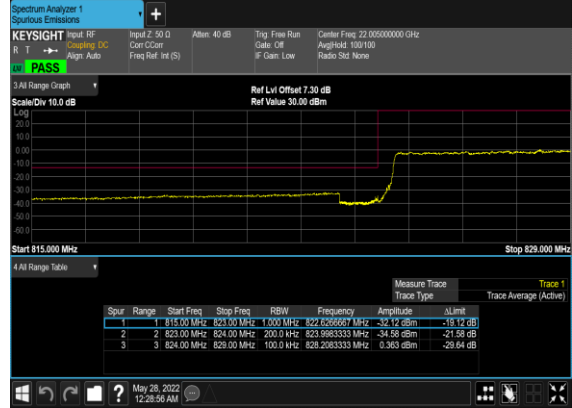 Spectrum Analyzer 1
Spurious Emissions
+
KEYSIGHT Input: RF Input Z: 50 Ω Atten: 40 dB Trig: Free Run Center Freq: 22.005000000 GHz
R T Coupling: DC Corr CCorr Gate: Off Avg|Hold: 100/100
Align: Auto Freq Ref: Int (S) IF Gain: Low Radio Std: None
PASS
3 All Range Graph
Ref Lvl Offset 7.30 dB
Scale/Div 10.0 dB Ref Value 30.00 dBm
Log
20.0
10.0
0.00
-10.0
-20.0
-30.0
-40.0
-50.0
-60.0
Start 815.000 MHz Stop 829.000 MHz
4 All Range Table
Measure Trace Trace 1
Trace Type Trace Average (Active)
Spur Range Start Freq Stop Freq RBW Frequency Amplitude ΔLimit
1 1 815.00 MHz 823.00 MHz 1.000 MHz 822.6266667 MHz -32.12 dBm -19.12 dB
2 2 823.00 MHz 824.00 MHz 200.0 kHz 823.9983333 MHz -34.58 dBm -21.58 dB
3 3 824.00 MHz 829.00 MHz 100.0 kHz 828.2083333 MHz 0.363 dBm -29.64 dB
?
May 28, 2022
12:28:56 AM